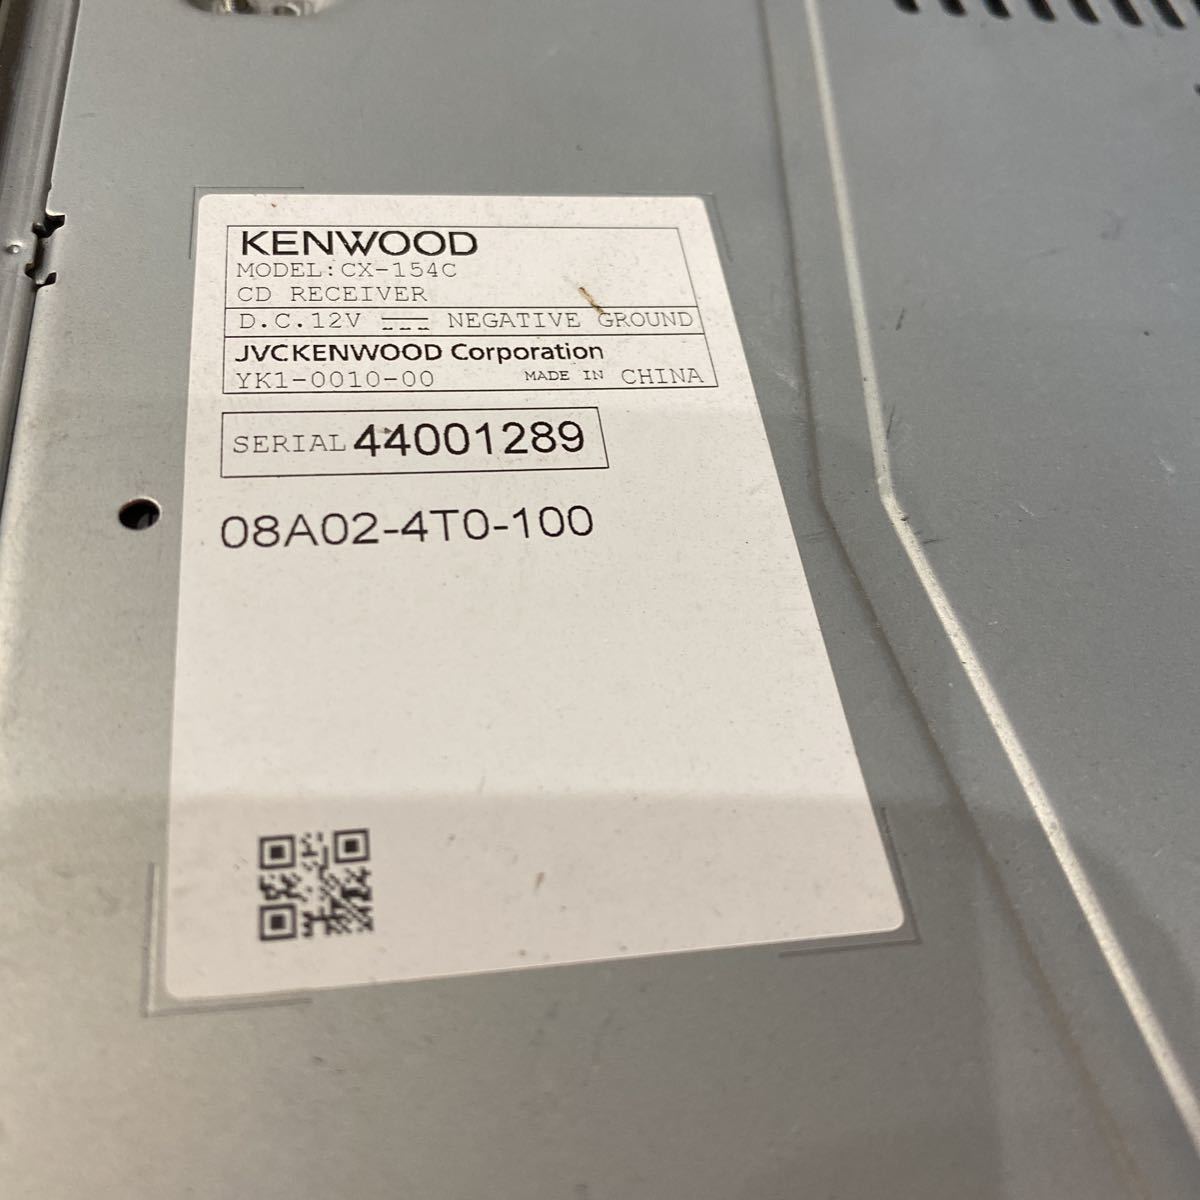 KENWOOD
MODEL:CX-154C
CD RECEIVER
D.C.12V ⎓ NEGATIVE GROUND
JVCKENWOOD Corporation
YK1-0010-00 MADE IN CHINA
SERIAL 44001289
08A02-4T0-100